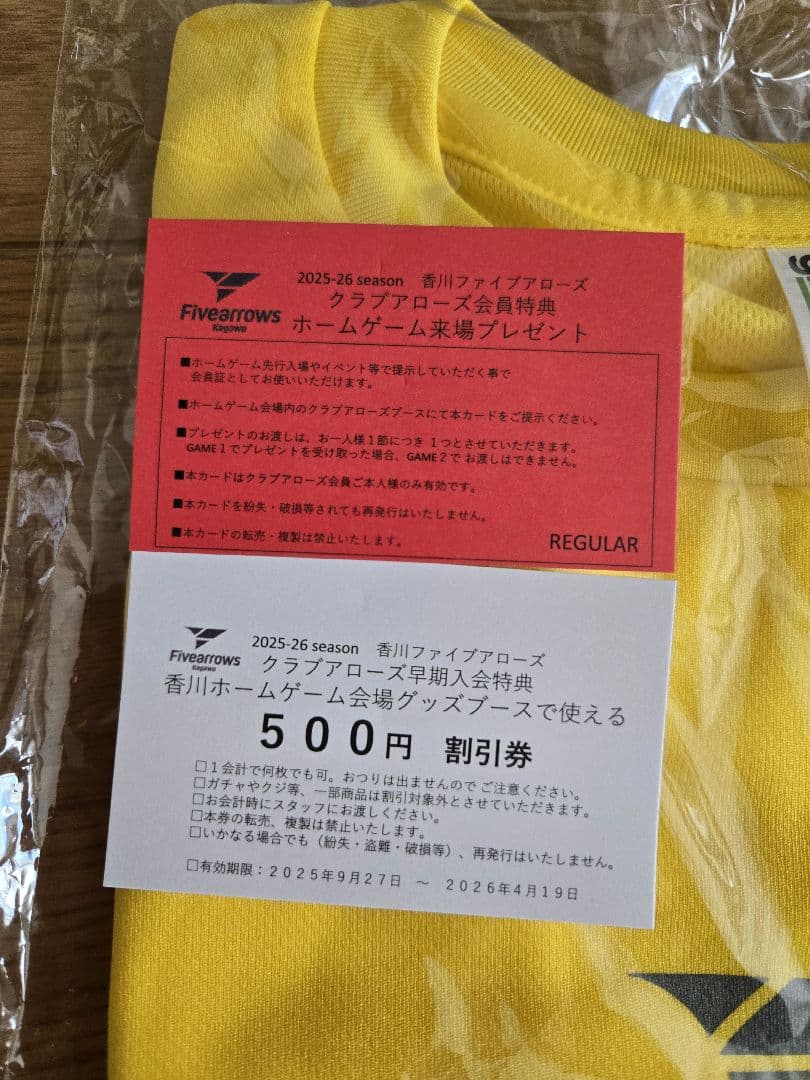 2025-26 season 香川ファイブアローズ
クラブアローズ会員特典
Fivearrows
Kagawa
ホームゲーム来場プレゼント
■ホームゲーム先行入場やイベント等で提示していただく事で
会員証としてお使いいただけます。
■ホームゲーム会場内のクラブアローズブースにて本カードをご提示ください。
■プレゼントのお渡しは、お一人様１節につき １つとさせていただきます。
GAME１でプレゼントを受け取った場合、GAME２で お渡しはできません。
■本カードはクラブアローズ会員ご本人様のみ有効です。
■本カードを紛失・破損等されても再発行はいたしません。
■本カードの転売・複製は禁止いたします。
REGULAR
2025-26 season 香川ファイブアローズ
Fivearrows
Kagawa
クラブアローズ早期入会特典
香川ホームゲーム会場グッズブースで使える
５００円 割引券
□１会計で何枚でも可。おつりは出ませんので ご注意ください。
□ガチャやクジ等、一部商品は割引対象外とさせていただきます。
□お会計時にスタッフにお渡しください。
□本券の転売、複製は禁止いたします。
□いかなる場合でも（紛失・盗難・破損等）、再発行はいたしません。
□有効期限：２０２５年９月２７日 ～ ２０２６年４月１９日